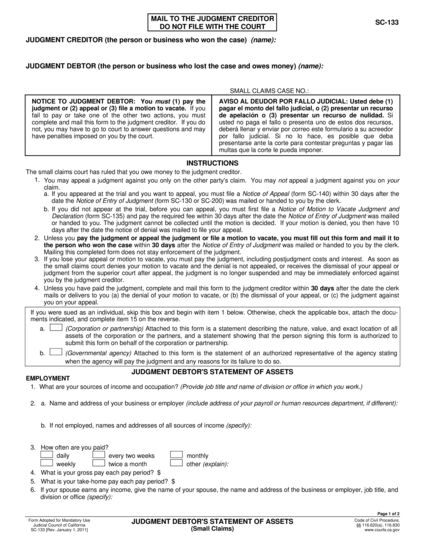 MAIL TO THE JUDGMENT CREDITOR
DO NOT FILE WITH THE COURT
SC-133
JUDGMENT CREDITOR (the person or business who won the case) (name):
JUDGMENT DEBTOR (the person or business who lost the case and owes money) (name):
SMALL CLAIMS CASE NO.:
NOTICE TO JUDGMENT DEBTOR: You must (1) pay the
judgment or (2) appeal or (3) file a motion to vacate. If you
fail to pay or take one of the other two actions, you must
complete and mail this form to the judgment creditor. If you do
not, you may have to go to court to answer questions and may
have penalties imposed on you by the court.
AVISO AL DEUDOR POR FALLO JUDICIAL: Usted debe (1)
pagar el monto del fallo judicial, o (2) presentar un recurso
de apelación o (3) presentar un recurso de nulidad. Si
usted no paga el fallo o presenta uno de estos dos recursos,
deberá llenar y enviar por correo este formulario a su acreedor
por fallo judicial. Si no lo hace, es posible que deba
presentarse ante la corte para contestar preguntas y pagar las
multas que la corte le pueda imponer.
INSTRUCTIONS
The small claims court has ruled that you owe money to the judgment creditor.
1. You may appeal a judgment against you only on the other party's claim. You may not appeal a judgment against you on your
claim.
a. If you appeared at the trial and you want to appeal, you must file a Notice of Appeal (form SC-140) within 30 days after the
date the Notice of Entry of Judgment (form SC-130 or SC-200) was mailed or handed to you by the clerk.
b. If you did not appear at the trial, before you can appeal, you must first file a Notice of Motion to Vacate Judgment and
Declaration (form SC-135) and pay the required fee within 30 days after the date the Notice of Entry of Judgment was mailed
or handed to you. The judgment cannot be collected until the motion is decided. If your motion is denied, you then have 10
days after the date the notice of denial was mailed to file your appeal.
2. Unless you pay the judgment or appeal the judgment or file a motion to vacate, you must fill out this form and mail it to
the person who won the case within 30 days after the Notice of Entry of Judgment was mailed or handed to you by the clerk.
Mailing this completed form does not stay enforcement of the judgment.
3. If you lose your appeal or motion to vacate, you must pay the judgment, including postjudgment costs and interest. As soon as
the small claims court denies your motion to vacate and the denial is not appealed, or receives the dismissal of your appeal or
judgment from the superior court after appeal, the judgment is no longer suspended and may be immediately enforced against
you by the judgment creditor.
4. Unless you have paid the judgment, complete and mail this form to the judgment creditor within 30 days after the date the clerk
mails or delivers to you (a) the denial of your motion to vacate, or (b) the dismissal of your appeal, or (c) the judgment against
you on your appeal.
If you were sued as an individual, skip this box and begin with item 1 below. Otherwise, check the applicable box, attach the docu-
ments indicated, and complete item 15 on the reverse.
a. (Corporation or partnership) Attached to this form is a statement describing the nature, value, and exact location of all
assets of the corporation or the partners, and a statement showing that the person signing this form is authorized to
submit this form on behalf of the corporation or partnership.
b. (Governmental agency) Attached to this form is the statement of an authorized representative of the agency stating
when the agency will pay the judgment and any reasons for its failure to do so.
JUDGMENT DEBTOR'S STATEMENT OF ASSETS
EMPLOYMENT
1. What are your sources of income and occupation? (Provide job title and name of division or office in which you work.)
2. a. Name and address of your business or employer (include address of your payroll or human resources department, if different):
b. If not employed, names and addresses of all sources of income (specify):
3. How often are you paid?
daily every two weeks monthly
weekly twice a month other (explain):
4. What is your gross pay each pay period? $
5. What is your take-home pay each pay period? $
6. If your spouse earns any income, give the name of your spouse, the name and address of the business or employer, job title, and
division or office (specify):
Page 1 of 2
Form Adopted for Mandatory Use
Judicial Council of California
SC-133 [Rev. January 1, 2011]
JUDGMENT DEBTOR'S STATEMENT OF ASSETS
(Small Claims)
Code of Civil Procedure,
§§ 116.620(a), 116.830
www.courts.ca.gov